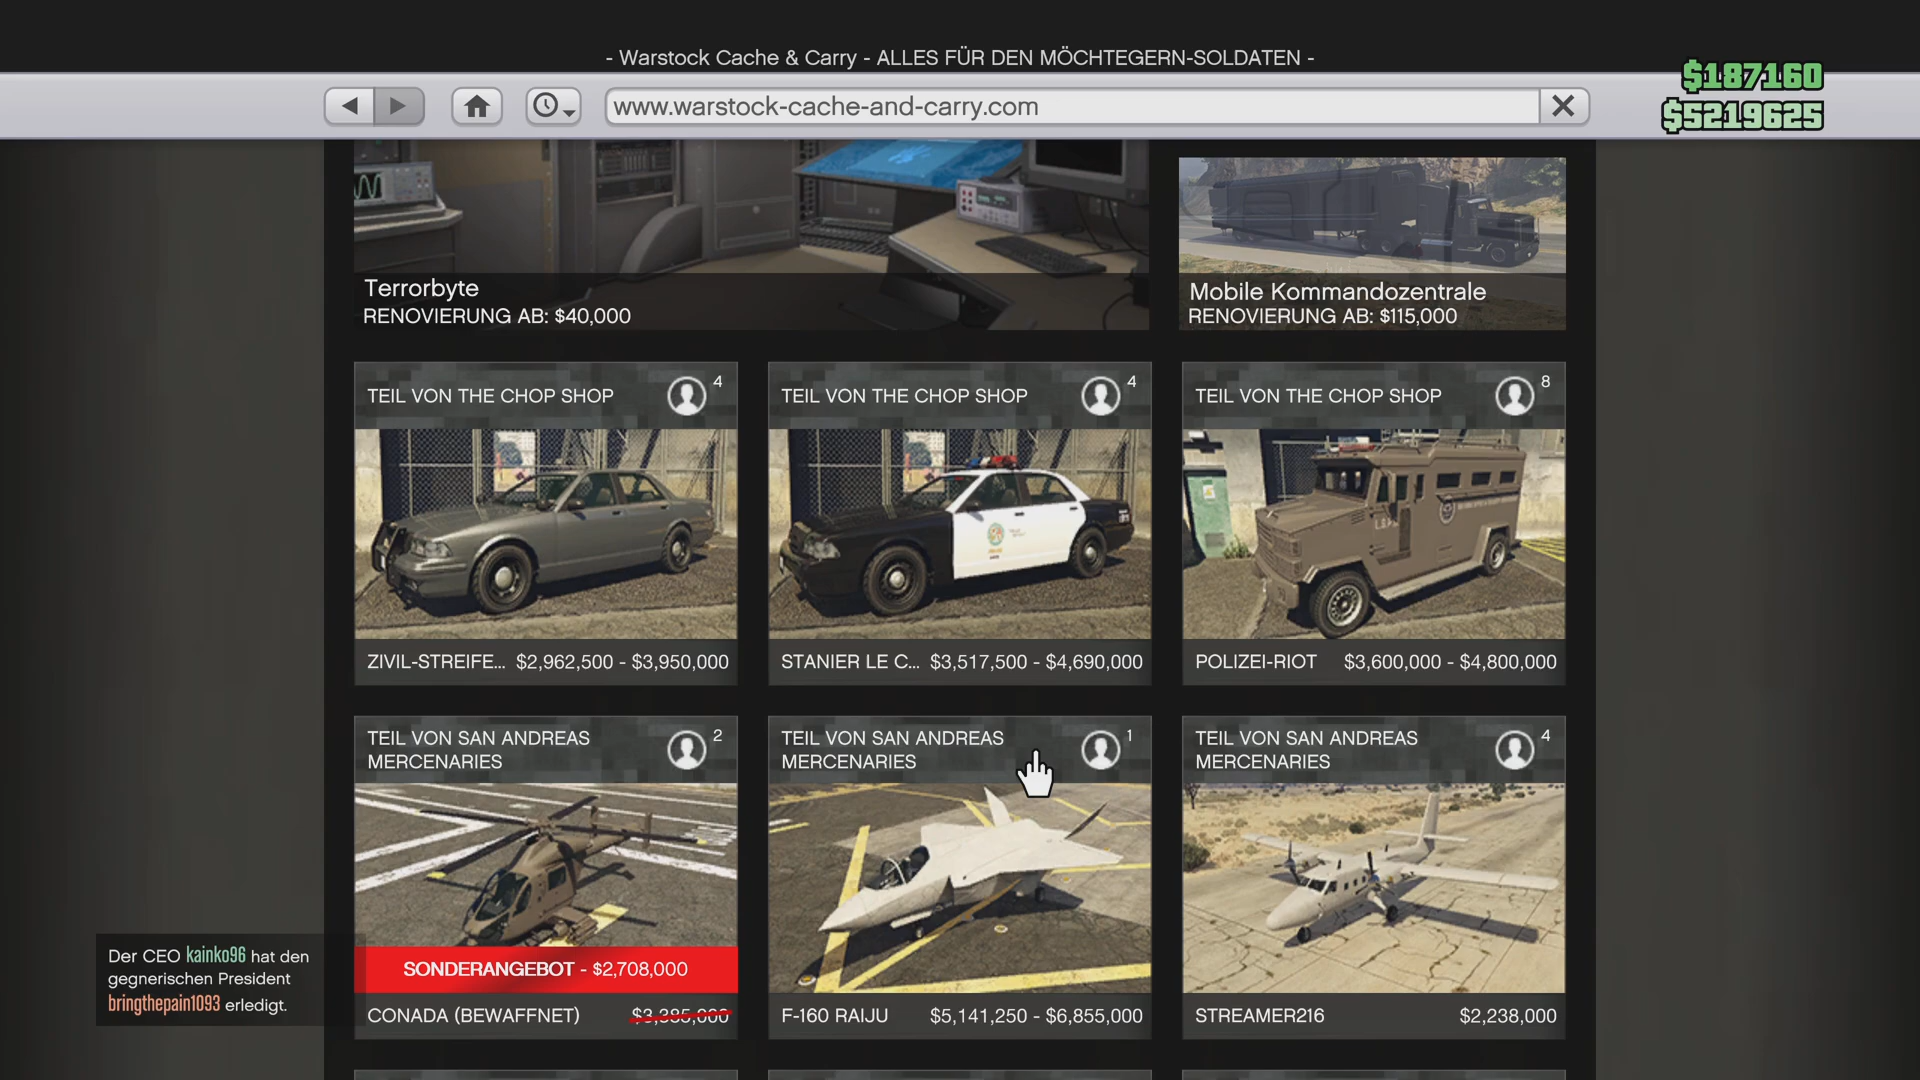 - Warstock Cache & Carry - ALLES FÜR DEN MÖCHTEGERN-SOLDATEN -
$187160
www.warstock-cache-and-carry.com
$5219625
Terrorbyte
RENOVIERUNG AB: $40,000
Mobile Kommandozentrale
RENOVIERUNG AB: $115,000
TEIL VON THE CHOP SHOP
4
TEIL VON THE CHOP SHOP
4
TEIL VON THE CHOP SHOP
8
ZIVIL-STREIFE... $2,962,500 - $3,950,000
STANIER LE C... $3,517,500 - $4,690,000
POLIZEI-RIOT $3,600,000 - $4,800,000
TEIL VON SAN ANDREAS
MERCENARIES
2
TEIL VON SAN ANDREAS
MERCENARIES
1
TEIL VON SAN ANDREAS
MERCENARIES
4
SONDERANGEBOT - $2,708,000
CONADA (BEWAFFNET) $3,385,000
F-160 RAIJU $5,141,250 - $6,855,000
STREAMER216 $2,238,000
Der CEO kainko96 hat den
gegnerischen President
bringthepain1093 erledigt.